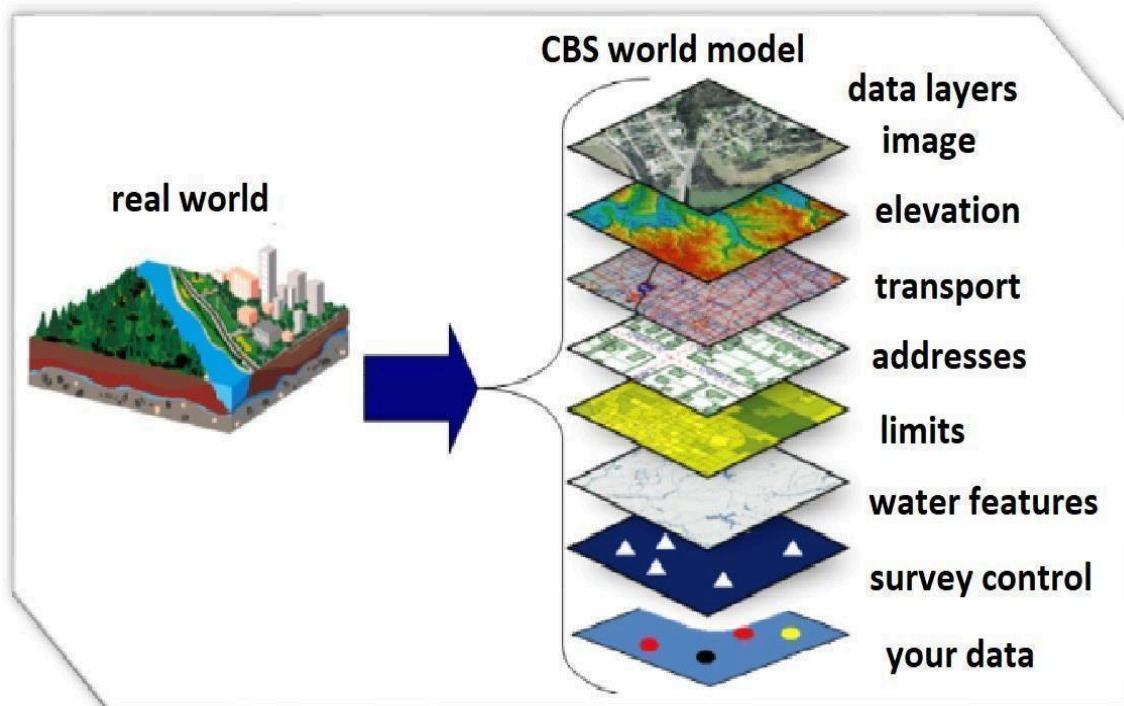 CBS world model
data layers
image
real world
elevation
transport
addresses
limits
water features
survey control
your data